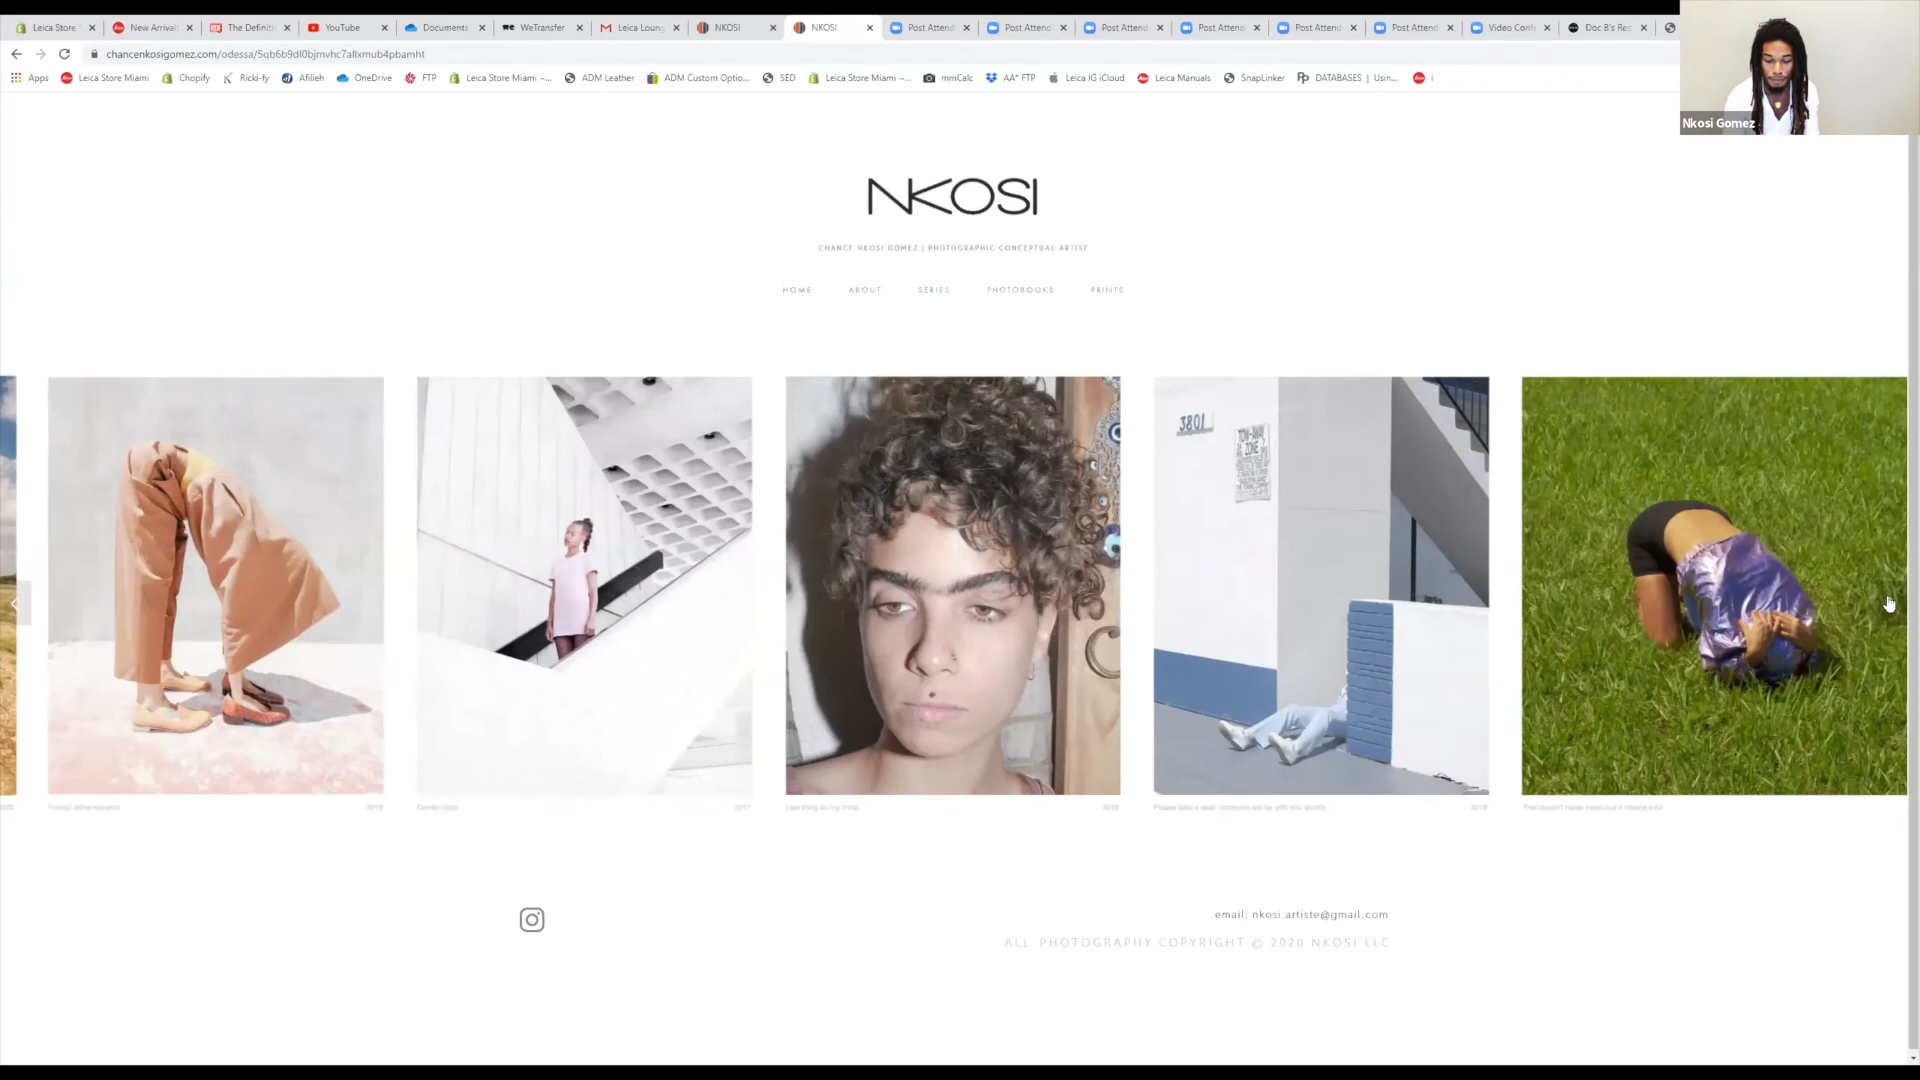 Leica Store
New Arrival
The Definiti
YouTube
Documents
WeTransfer
Leica Loung
NKOSI
NKOSI
Post Attend
Post Attend
Post Attend
Post Attend
Post Attend
Post Attend
Video Conf
Doc B's Res
chancenkosigomez.com/odessa/
Apps
Leica Store Miami
Chopify
Ricki-fy
Afilieh
OneDrive
FTP
Leica Store Miami ~...
ADM Leather
ADM Custom Optio...
SED
Leica Store Miami ~...
mmCalc
AA* FTP
Leica IG iCloud
Leica Manuals
SnapLinker
DATABASES | Usin...
i
Nkosi Gomez
NKOSI
CHANCE NKOSI GOMEZ | PHOTOGRAPHIC CONCEPTUAL ARTIST
HOME ABOUT SERIES PHOTOBOOKS PRINTS
3801
TOW-AWAY
ZONE
2017
email: nkosi.artiste@gmail.com
ALL PHOTOGRAPHY COPYRIGHT © 2020 NKOSI LLC